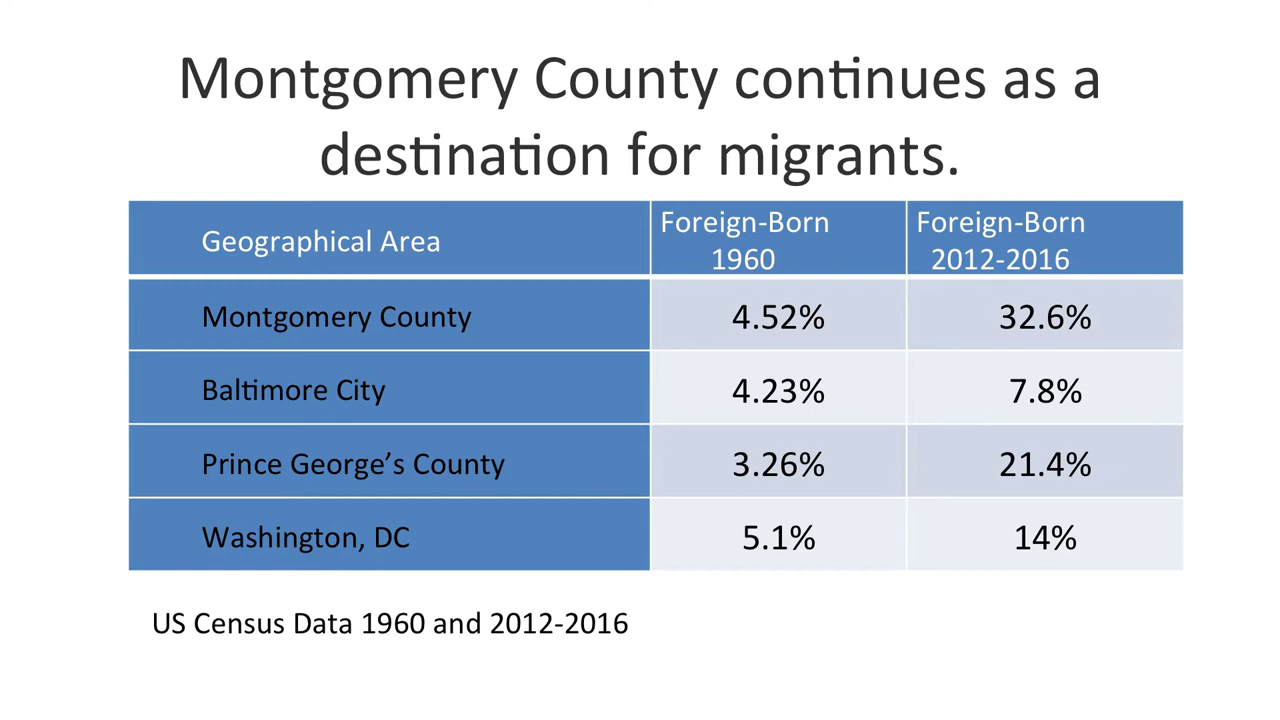 Montgomery County continues as a
destination for migrants.
Geographical Area
Foreign-Born
1960
Foreign-Born
2012-2016
Montgomery County
4.52%
32.6%
Baltimore City
4.23%
7.8%
Prince George’s County
3.26%
21.4%
Washington, DC
5.1%
14%
US Census Data 1960 and 2012-2016